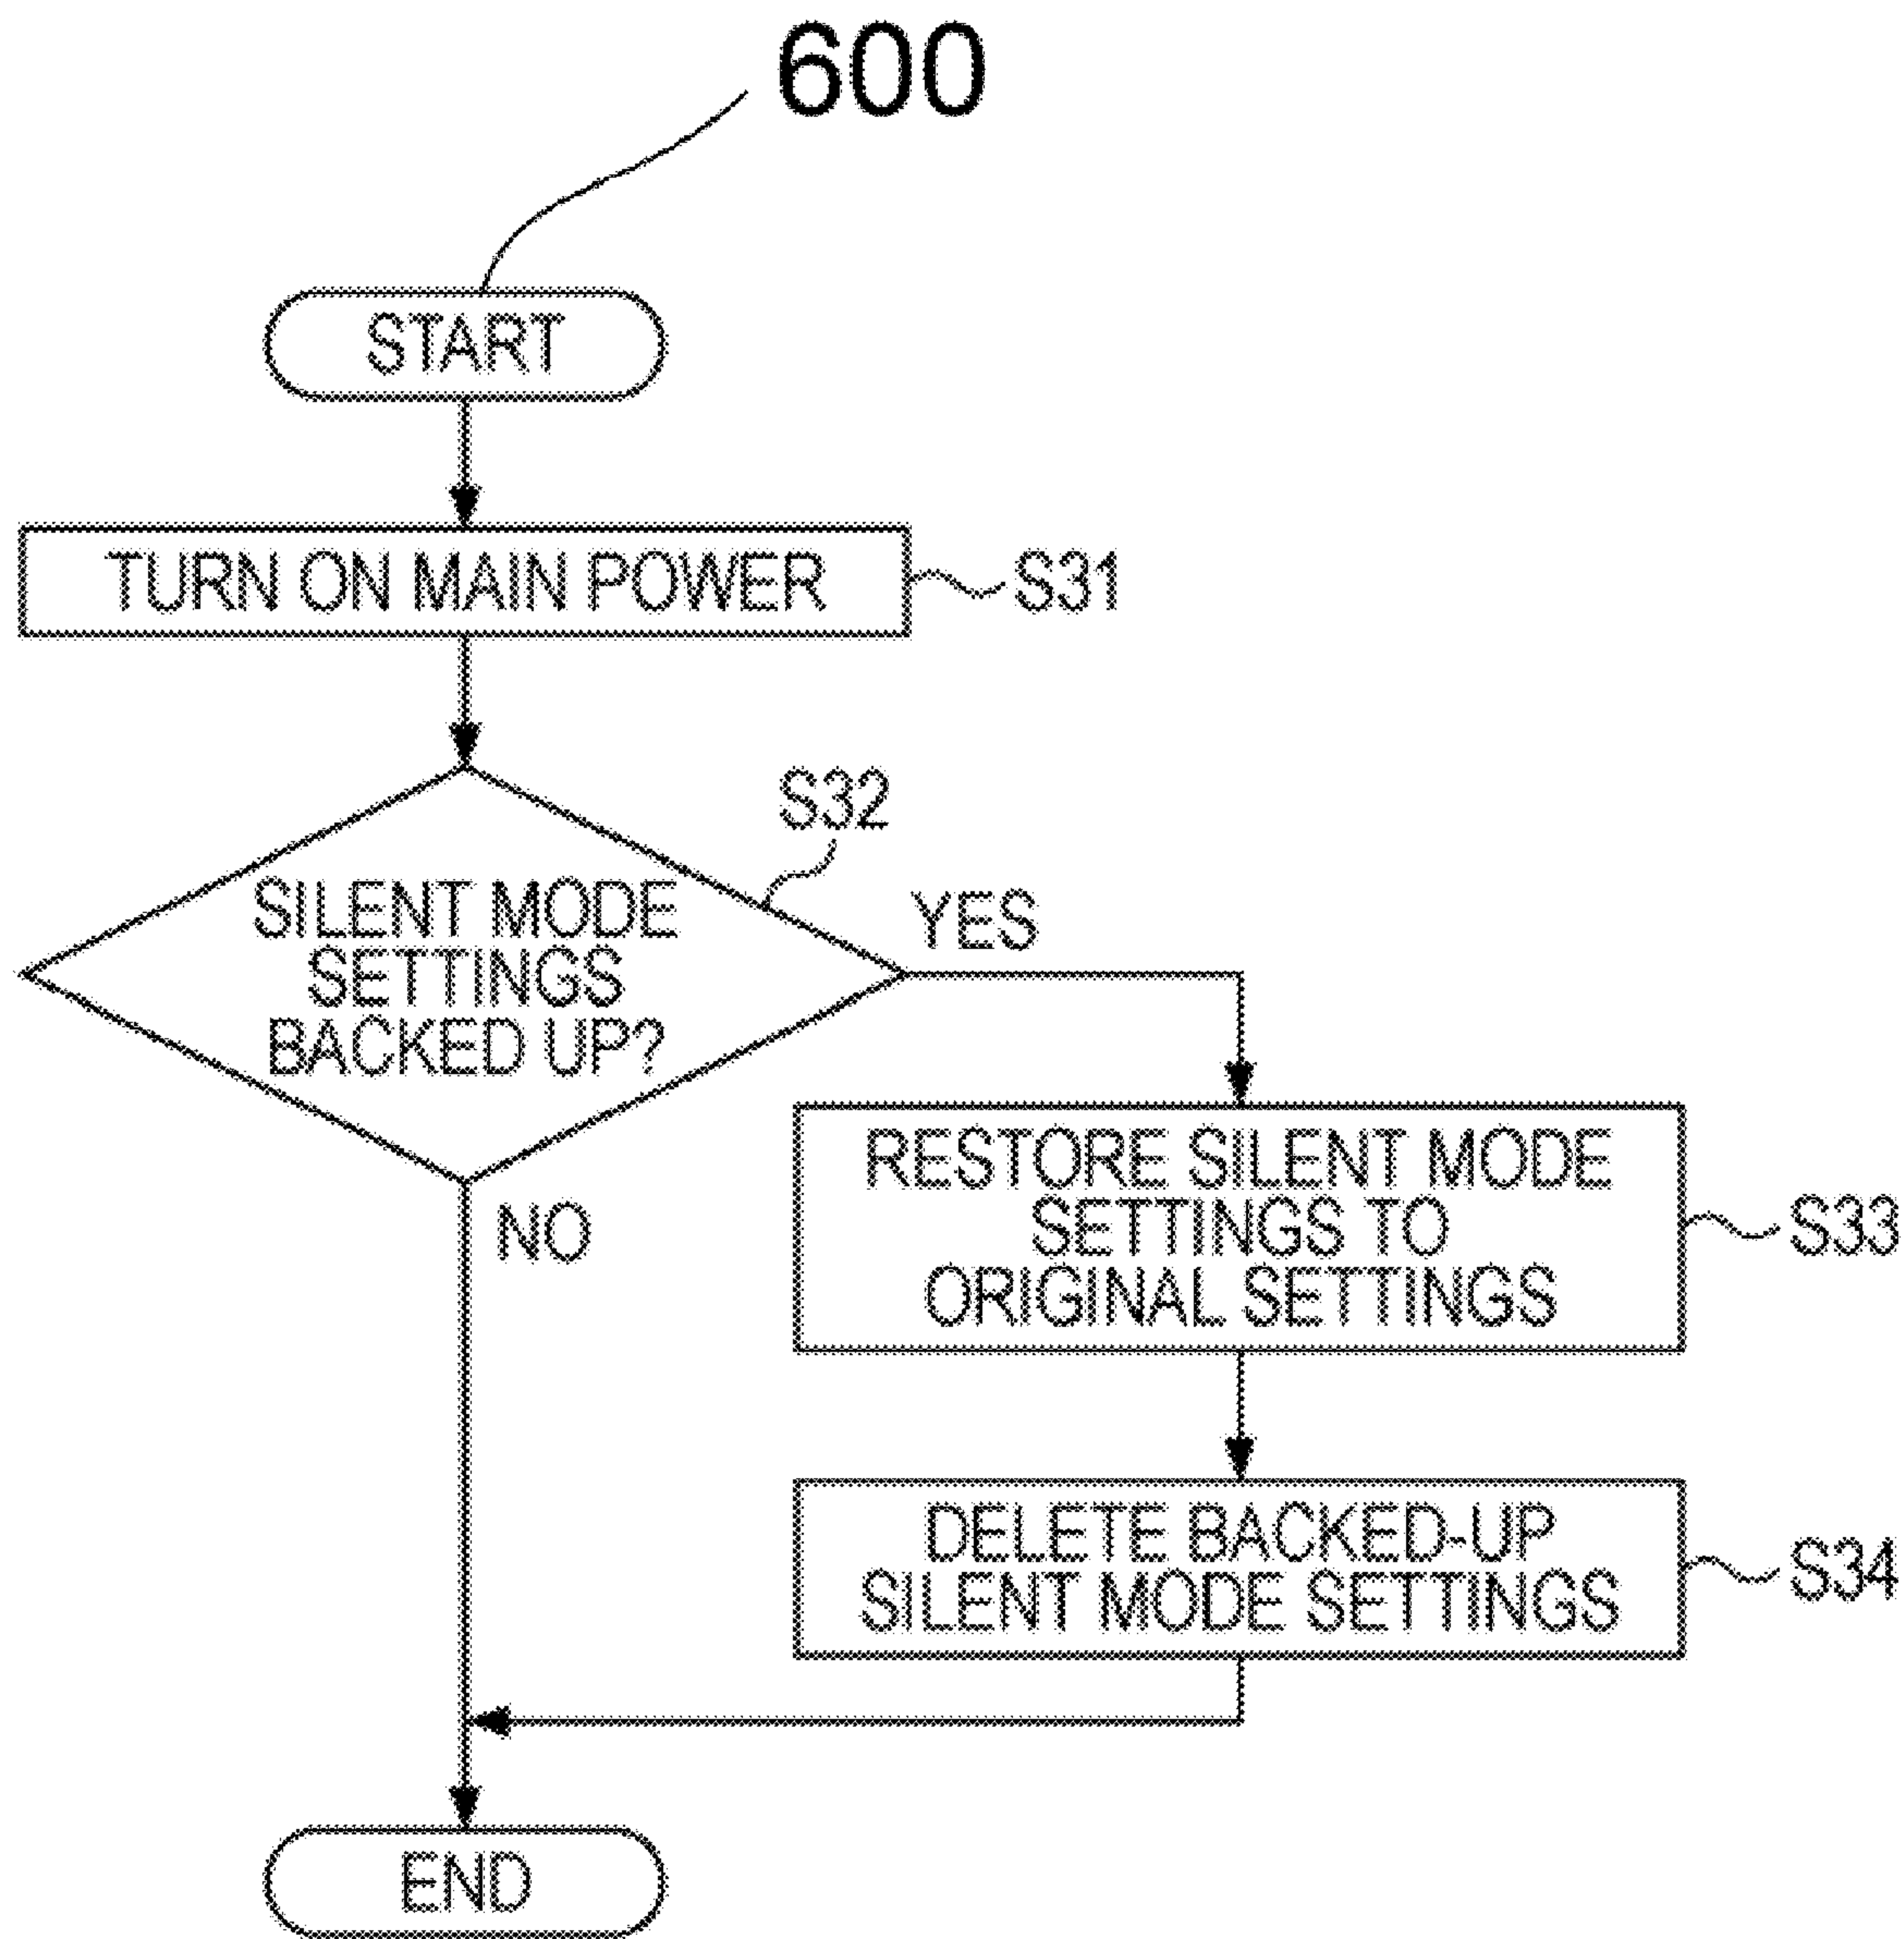 600
START
TURN ON MAIN POWER
S31
S32
SILENT MODE
SETTINGS
BACKED UP?
YES
NO
RESTORE SILENT MODE
SETTINGS TO
ORIGINAL SETTINGS
S33
DELETE BACKED-UP
SILENT MODE SETTINGS
S34
END